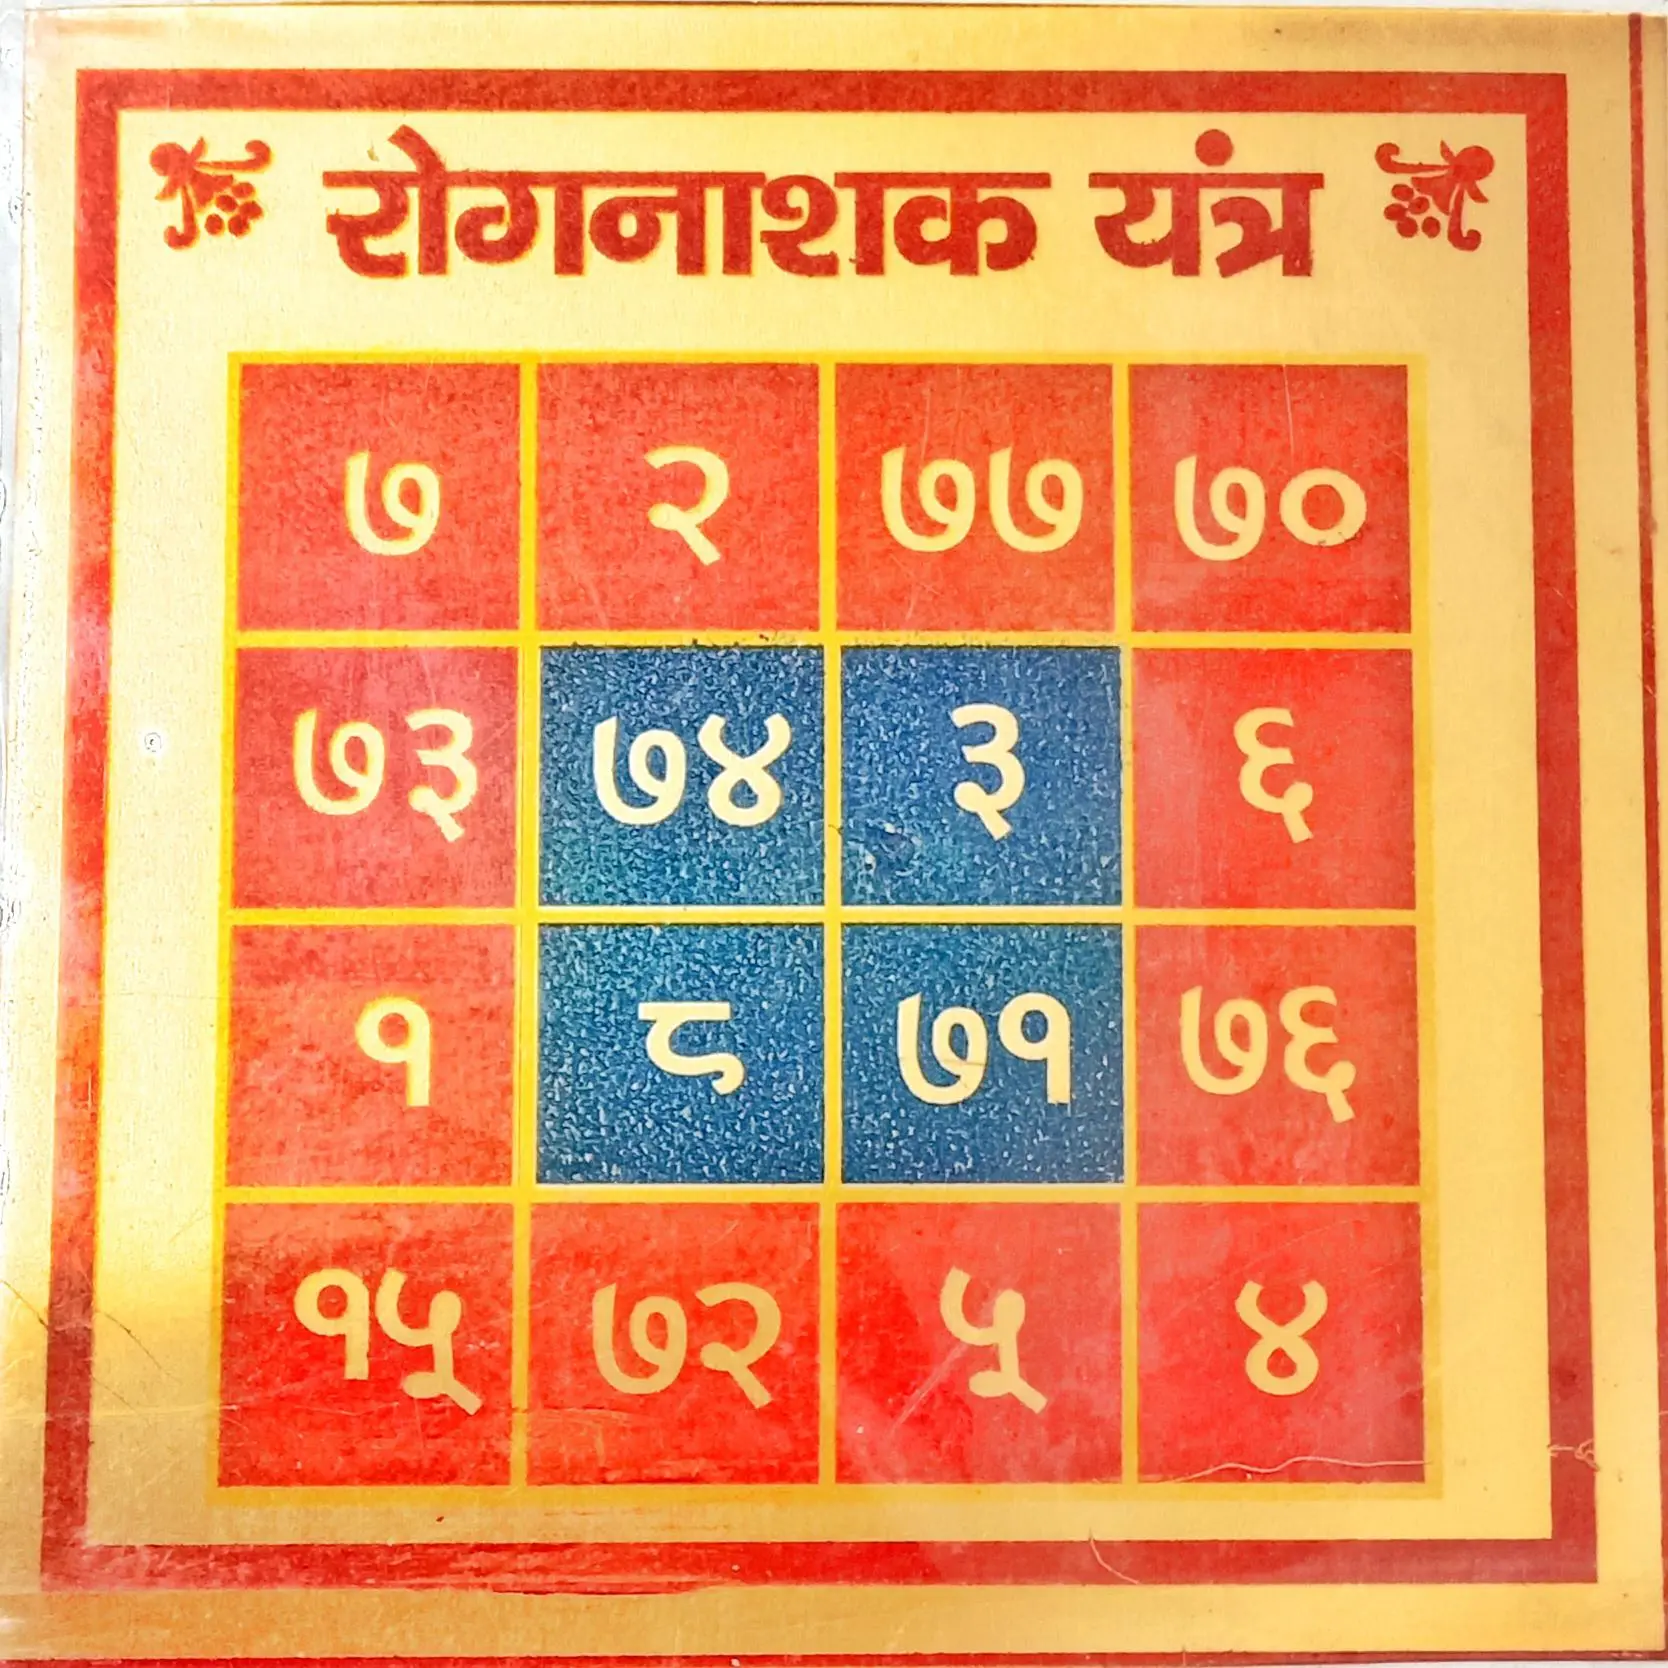 रोगनाशक यंत्र
७ २ ७७ ७०
७३ ७४ ३ ६
१ ८ ७१ ७६
१५ ७२ ५ ४